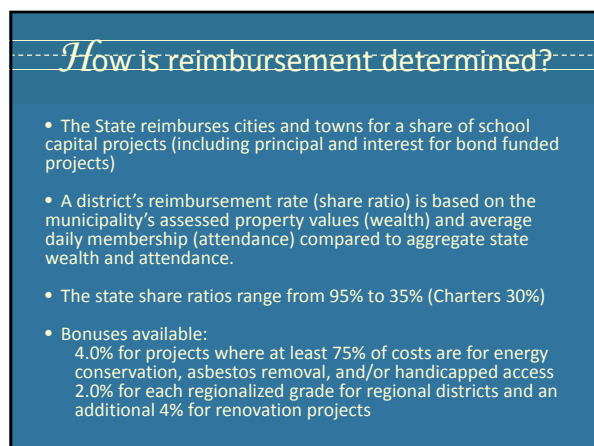 How is reimbursement determined?
• The State reimburses cities and towns for a share of school
capital projects (including principal and interest for bond funded
projects)
• A district's reimbursement rate (share ratio) is based on the
municipality's assessed property values (wealth) and average
daily membership (attendance) compared to aggregate state
wealth and attendance.
• The state share ratios range from 95% to 35% (Charters 30%)
• Bonuses available:
4.0% for projects where at least 75% of costs are for energy
conservation, asbestos removal, and/or handicapped access
2.0% for each regionalized grade for regional districts and an
additional 4% for renovation projects